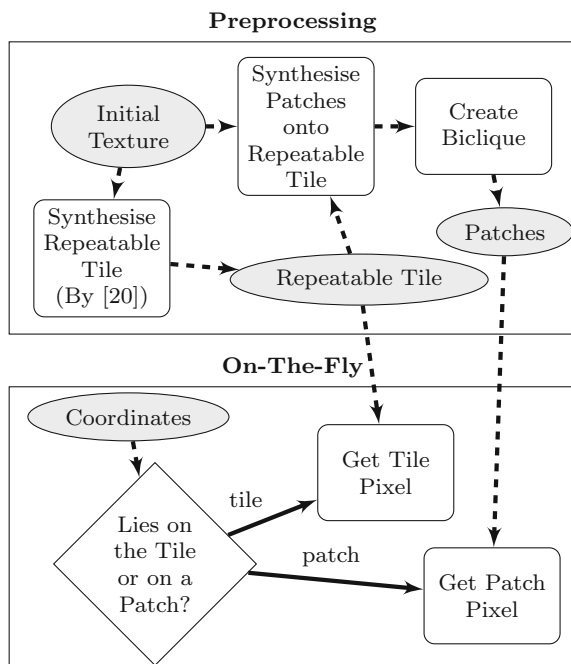 Preprocessing
Initial
Texture
Synthesise
Patches
onto
Repeatable
Tile
Create
Biclique
Synthesise
Repeatable
Tile
(By [20])
Repeatable Tile
Patches
On-The-Fly
Coordinates
Lies on
the Tile
or on a
Patch?
tile
patch
Get Tile
Pixel
Get Patch
Pixel